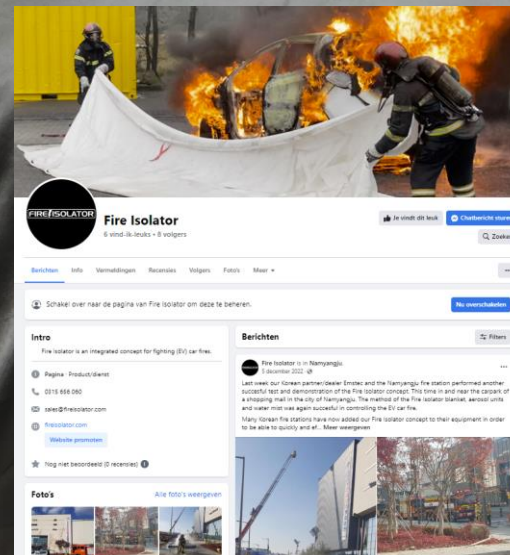 FIRE ISOLATOR
Fire Isolator
6 vind-ik-leuks • 8 volgers
Je vindt dit leuk
Chatbericht sturen
Zoeken
Berichten Info Vermeldingen Recensies Volgers Foto's Meer
Schakel over naar de pagina van Fire Isolator om deze te beheren.
Nu overschakelen
Intro
Fire Isolator is an integrated concept for fighting (EV) car fires.
Pagina · Product/dienst
0315 656 060
sales@fireisolator.com
fireisolator.com
Website promoten
Nog niet beoordeeld (0 recensies)
Foto's
Alle foto's weergeven
Berichten
Filters
Fire Isolator is in Namyangju.
5 december 2022
Last week our Korean partner/dealer Emstec and the Namyangju fire station performed another
succesful test and demonstration of the Fire Isolator concept. This time in and near the carpark of
a shopping mall in the city of Namyangju. The method of the Fire Isolator blanket, aerosol units
and water mist was again succesful in controlling the EV car fire.
Many Korean fire stations have now added our Fire Isolator concept to their equipment in order
to be able to quickly and ef... Meer weergeven